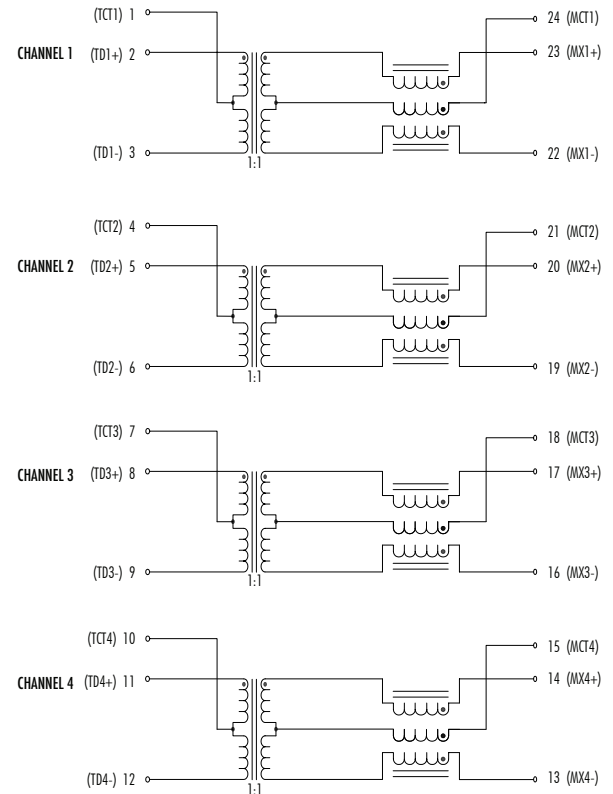 (TCT1) 1 24 (MCT1)
CHANNEL 1 (TD1+) 2 23 (MX1+)
(TD1-) 3 22 (MX1-)
1:1
(TCT2) 4 21 (MCT2)
CHANNEL 2 (TD2+) 5 20 (MX2+)
(TD2-) 6 19 (MX2-)
1:1
(TCT3) 7 18 (MCT3)
CHANNEL 3 (TD3+) 8 17 (MX3+)
(TD3-) 9 16 (MX3-)
1:1
(TCT4) 10 15 (MCT4)
CHANNEL 4 (TD4+) 11 14 (MX4+)
(TD4-) 12 13 (MX4-)
1:1